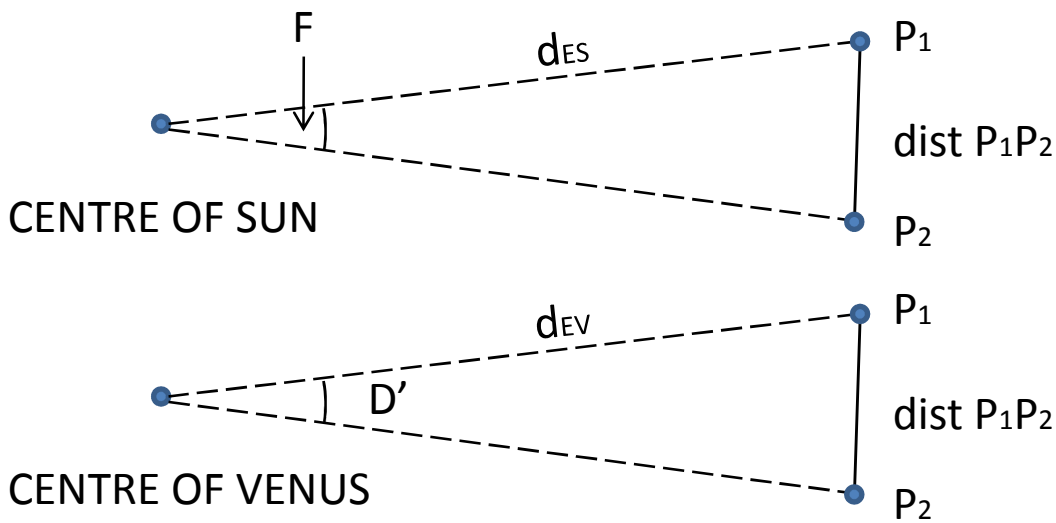 F
dES
P1
dist P1P2
CENTRE OF SUN
P2
dEV
P1
D’
dist P1P2
CENTRE OF VENUS
P2